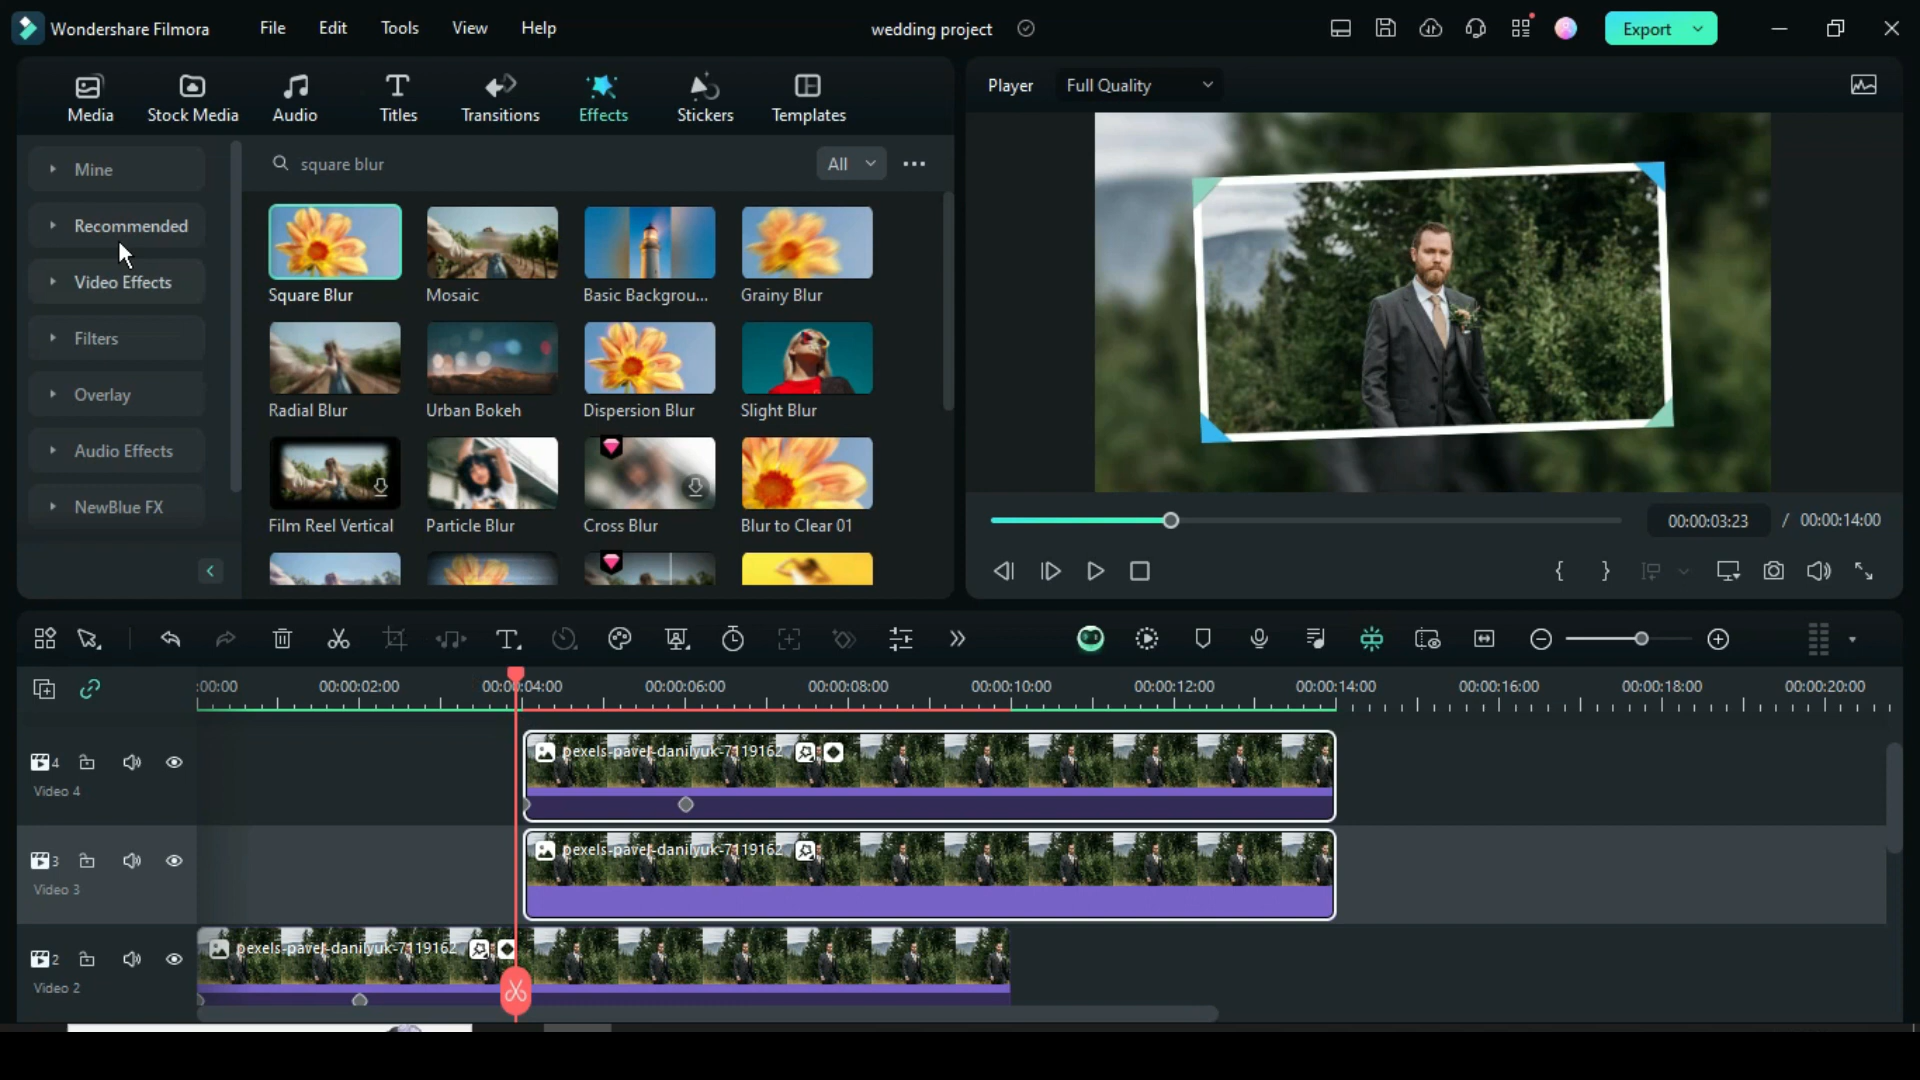 Wondershare Filmora
File
Edit
Tools
View
Help
wedding project
Export
Media
Stock Media
Audio
Titles
Transitions
Effects
Stickers
Templates
Player
Full Quality
Mine
Recommended
Video Effects
Filters
Overlay
Audio Effects
NewBlue FX
square blur
All
Square Blur
Mosaic
Basic Backgrou...
Grainy Blur
Radial Blur
Urban Bokeh
Dispersion Blur
Slight Blur
Film Reel Vertical
Particle Blur
Cross Blur
Blur to Clear 01
00:00:03:23 / 00:00:14:00
:00:00
00:00:02:00
00:00:04:00
00:00:06:00
00:00:08:00
00:00:10:00
00:00:12:00
00:00:14:00
00:00:16:00
00:00:18:00
00:00:20:00
4
Video 4
pexels-pavel-danilyuk-7119162
3
Video 3
pexels-pavel-danilyuk-7119162
2
Video 2
pexels-pavel-danilyuk-7119162